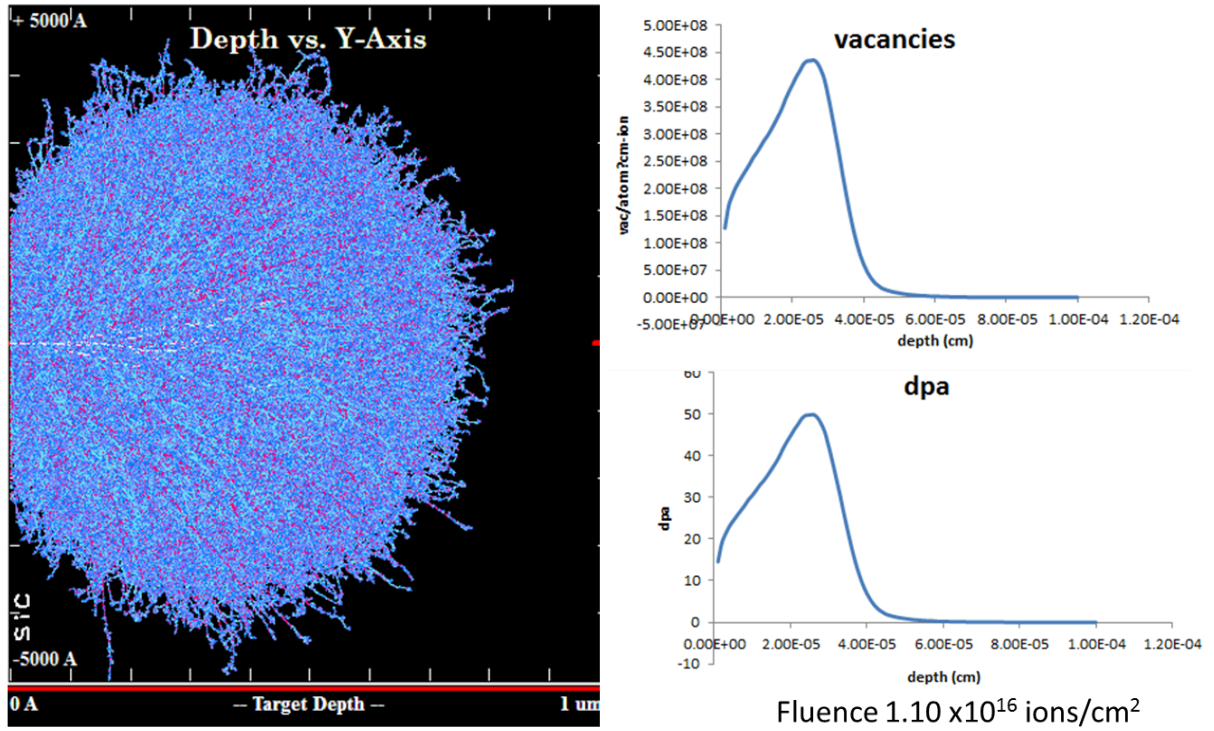 + 5000 A
Depth vs. Y-Axis
SiC
-5000 A
0 A
-- Target Depth --
1 um
vacancies
vac/atom?cm-ion
5.00E+08
4.50E+08
4.00E+08
3.50E+08
3.00E+08
2.50E+08
2.00E+08
1.50E+08
1.00E+08
5.00E+07
0.00E+00
-5.00E+07
0.00E+00 2.00E-05 4.00E-05 6.00E-05 8.00E-05 1.00E-04 1.20E-04
depth (cm)
dpa
dpa
60
50
40
30
20
10
0
-10
0.00E+00 2.00E-05 4.00E-05 6.00E-05 8.00E-05 1.00E-04 1.20E-04
depth (cm)
Fluence 1.10 x10¹⁶ ions/cm²